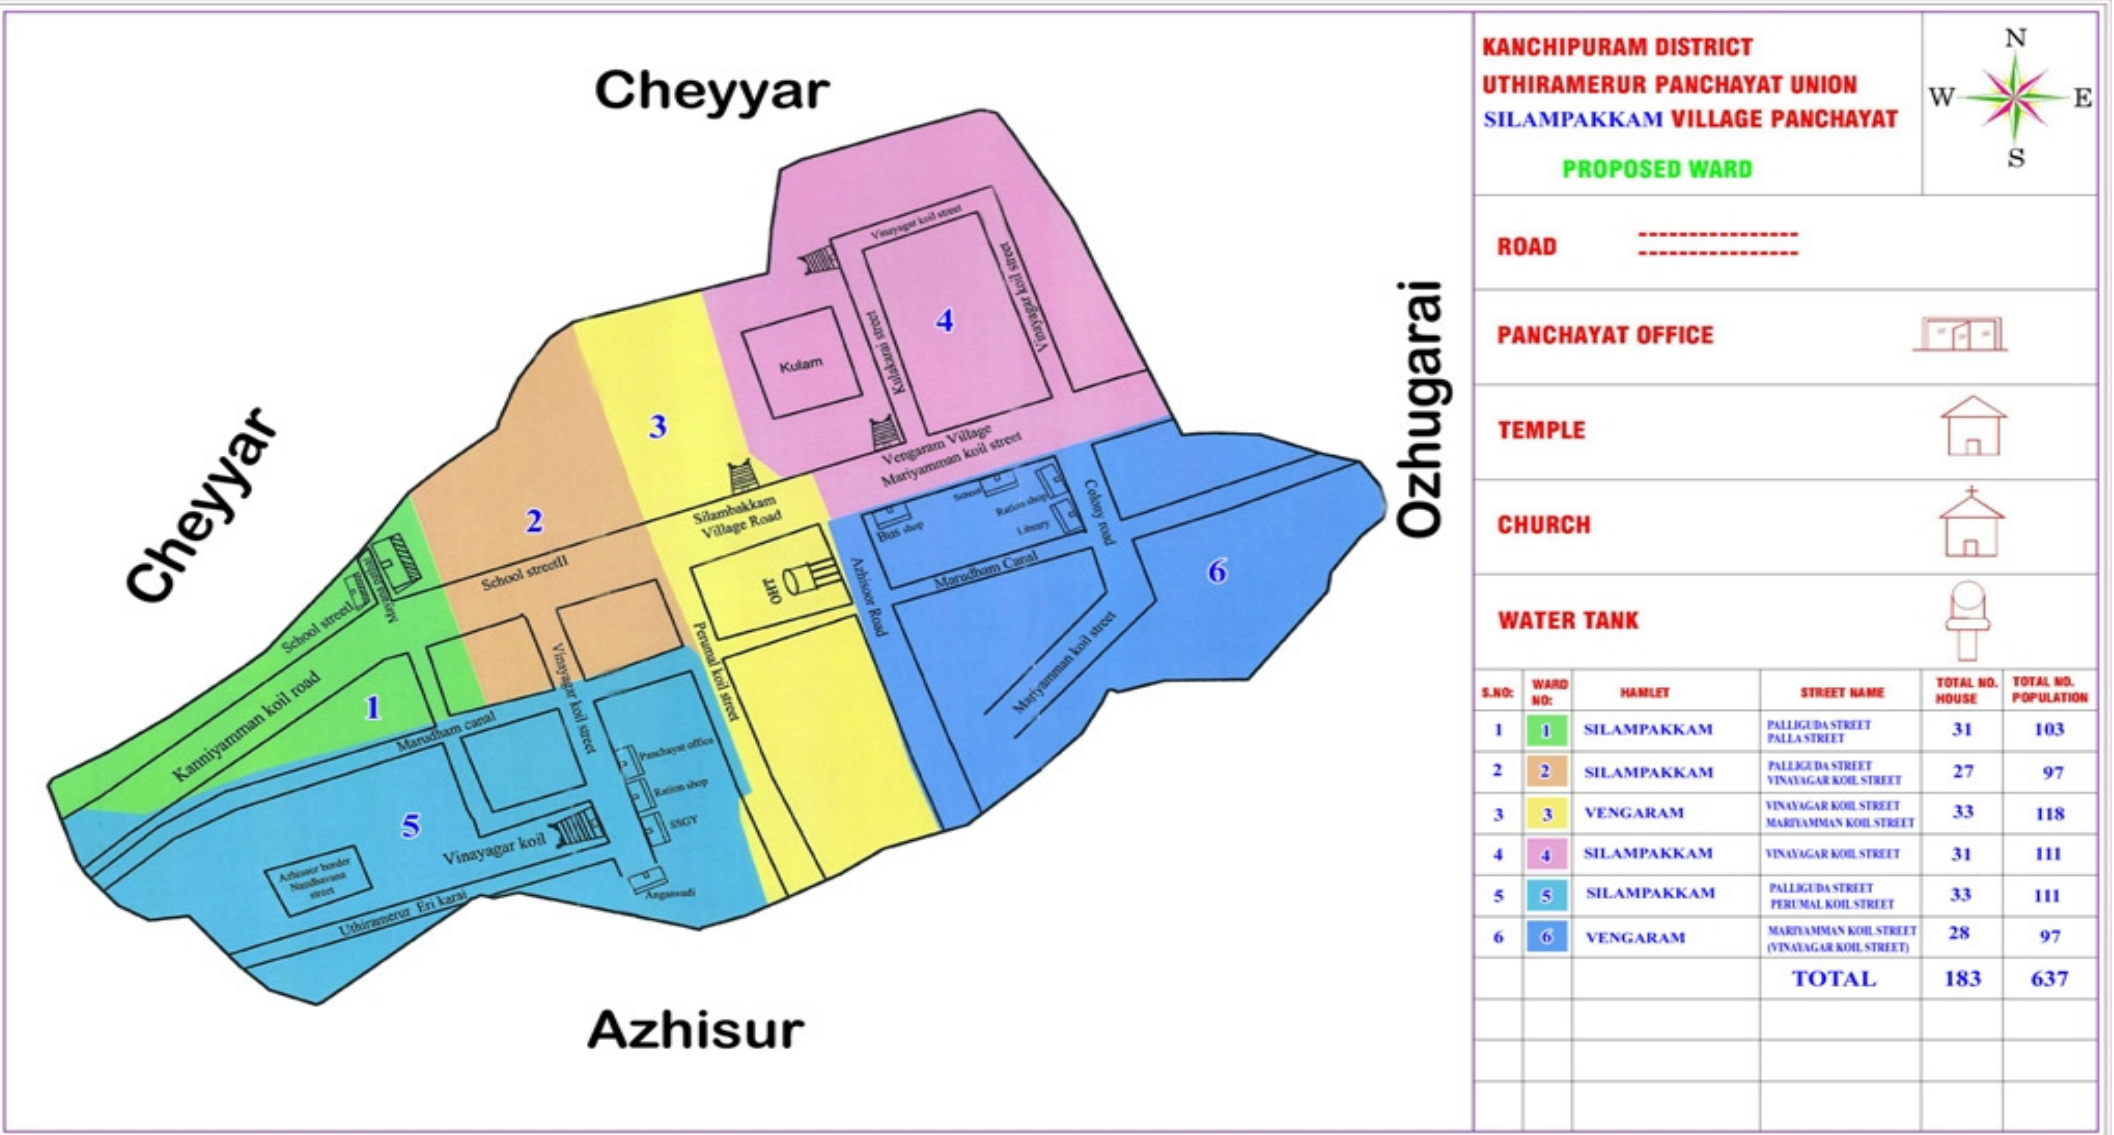 Cheyyar
Cheyyar
Ozhugarai
Azhisur
Vinayagar koil street
Vinayagar koil street
Kulakarai street
4
Kulam
3
Vengaram Village
Mariyamman koil street
Silambakkam
Village Road
2
School streetII
School streetI
Kanniyamman koil road
1
Marudham canal
Vinayagar koil street
Perumal koil street
OHT
Azhisoor Road
School
Bus shop
Ration shop
Library
Colony road
Marudham Canal
Mariyamman koil street
6
5
Panchayat office
Ration shop
SSGY
Anganwadi
Vinayagar koil
Azhisoor border
Nandhavana
street
Uthiramerur Eri karai
KANCHIPURAM DISTRICT
UTHIRAMERUR PANCHAYAT UNION
SILAMPAKKAM VILLAGE PANCHAYAT
PROPOSED WARD
N
W E
S
ROAD
PANCHAYAT OFFICE
TEMPLE
CHURCH
WATER TANK
S.NO: WARD NO: HAMLET STREET NAME TOTAL NO. HOUSE TOTAL NO. POPULATION
1 1 SILAMPAKKAM PALLIGUDA STREET PALLA STREET 31 103
2 2 SILAMPAKKAM PALLIGUDA STREET VINAYAGAR KOIL STREET 27 97
3 3 VENGARAM VINAYAGAR KOIL STREET MARIYAMMAN KOIL STREET 33 118
4 4 SILAMPAKKAM VINAYAGAR KOIL STREET 31 111
5 5 SILAMPAKKAM PALLIGUDA STREET PERUMAL KOIL STREET 33 111
6 6 VENGARAM MARIYAMMAN KOIL STREET (VINAYAGAR KOIL STREET) 28 97
TOTAL 183 637